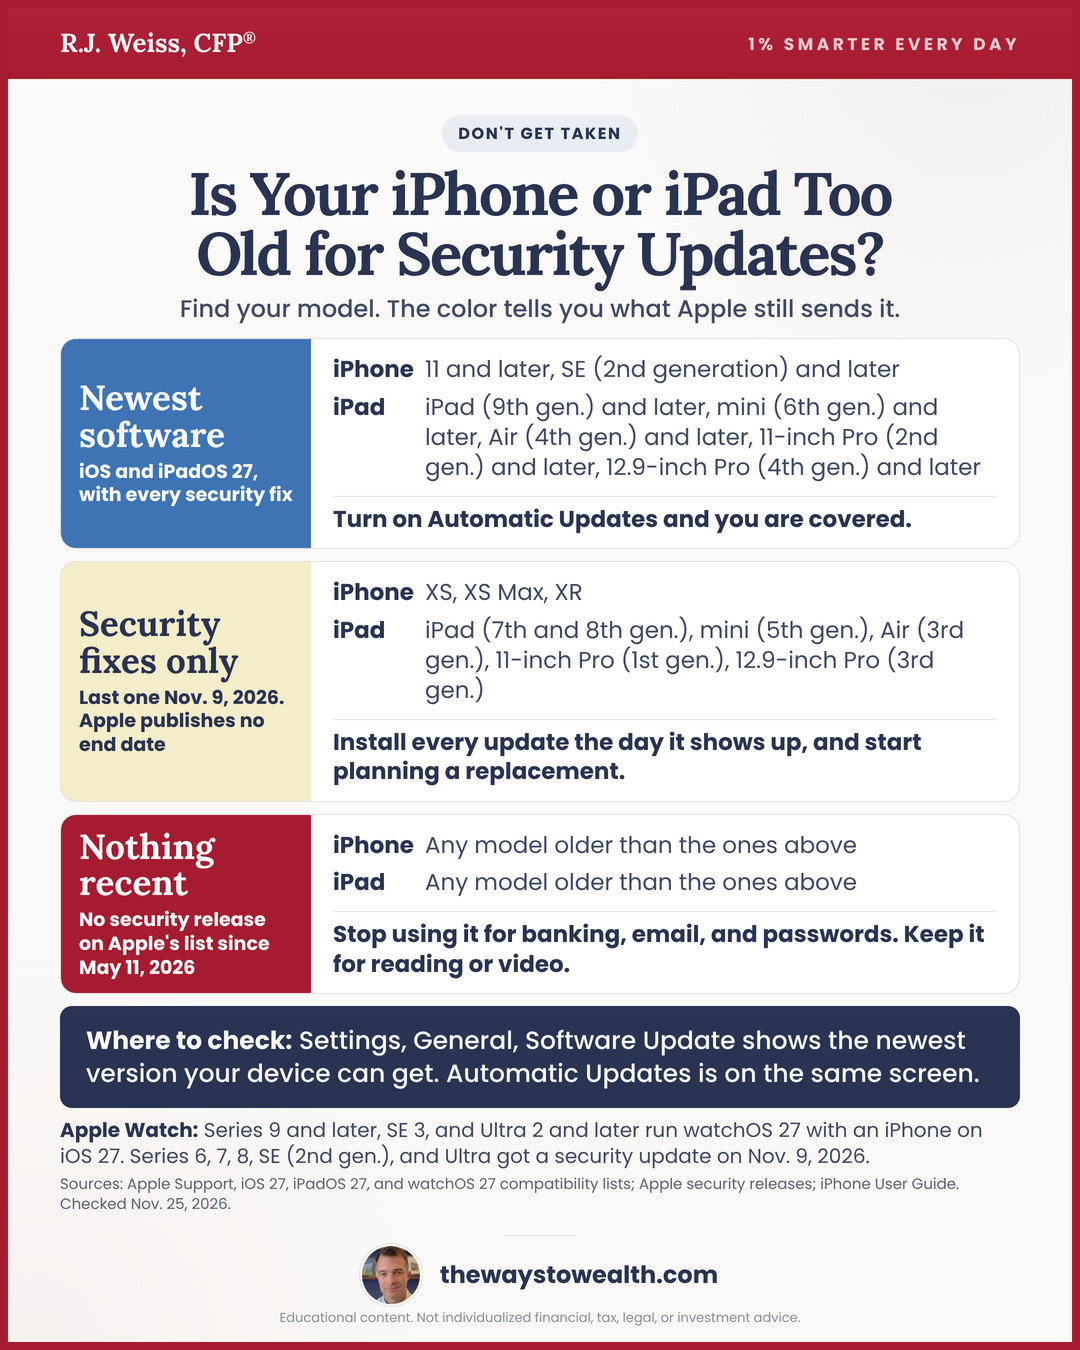 R.J. Weiss, CFP®
1% SMARTER EVERY DAY
DON'T GET TAKEN
Is Your iPhone or iPad Too
Old for Security Updates?
Find your model. The color tells you what Apple still sends it.
Newest
software
iOS and iPadOS 27,
with every security fix
iPhone 11 and later, SE (2nd generation) and later
iPad iPad (9th gen.) and later, mini (6th gen.) and
later, Air (4th gen.) and later, 11-inch Pro (2nd
gen.) and later, 12.9-inch Pro (4th gen.) and later
Turn on Automatic Updates and you are covered.
Security
fixes only
Last one Nov. 9, 2026.
Apple publishes no
end date
iPhone XS, XS Max, XR
iPad iPad (7th and 8th gen.), mini (5th gen.), Air (3rd
gen.), 11-inch Pro (1st gen.), 12.9-inch Pro (3rd
gen.)
Install every update the day it shows up, and start
planning a replacement.
Nothing
recent
No security release
on Apple's list since
May 11, 2026
iPhone Any model older than the ones above
iPad Any model older than the ones above
Stop using it for banking, email, and passwords. Keep it
for reading or video.
Where to check: Settings, General, Software Update shows the newest
version your device can get. Automatic Updates is on the same screen.
Apple Watch: Series 9 and later, SE 3, and Ultra 2 and later run watchOS 27 with an iPhone on
iOS 27. Series 6, 7, 8, SE (2nd gen.), and Ultra got a security update on Nov. 9, 2026.
Sources: Apple Support, iOS 27, iPadOS 27, and watchOS 27 compatibility lists; Apple security releases; iPhone User Guide.
Checked Nov. 25, 2026.
thewaystowealth.com
Educational content. Not individualized financial, tax, legal, or investment advice.